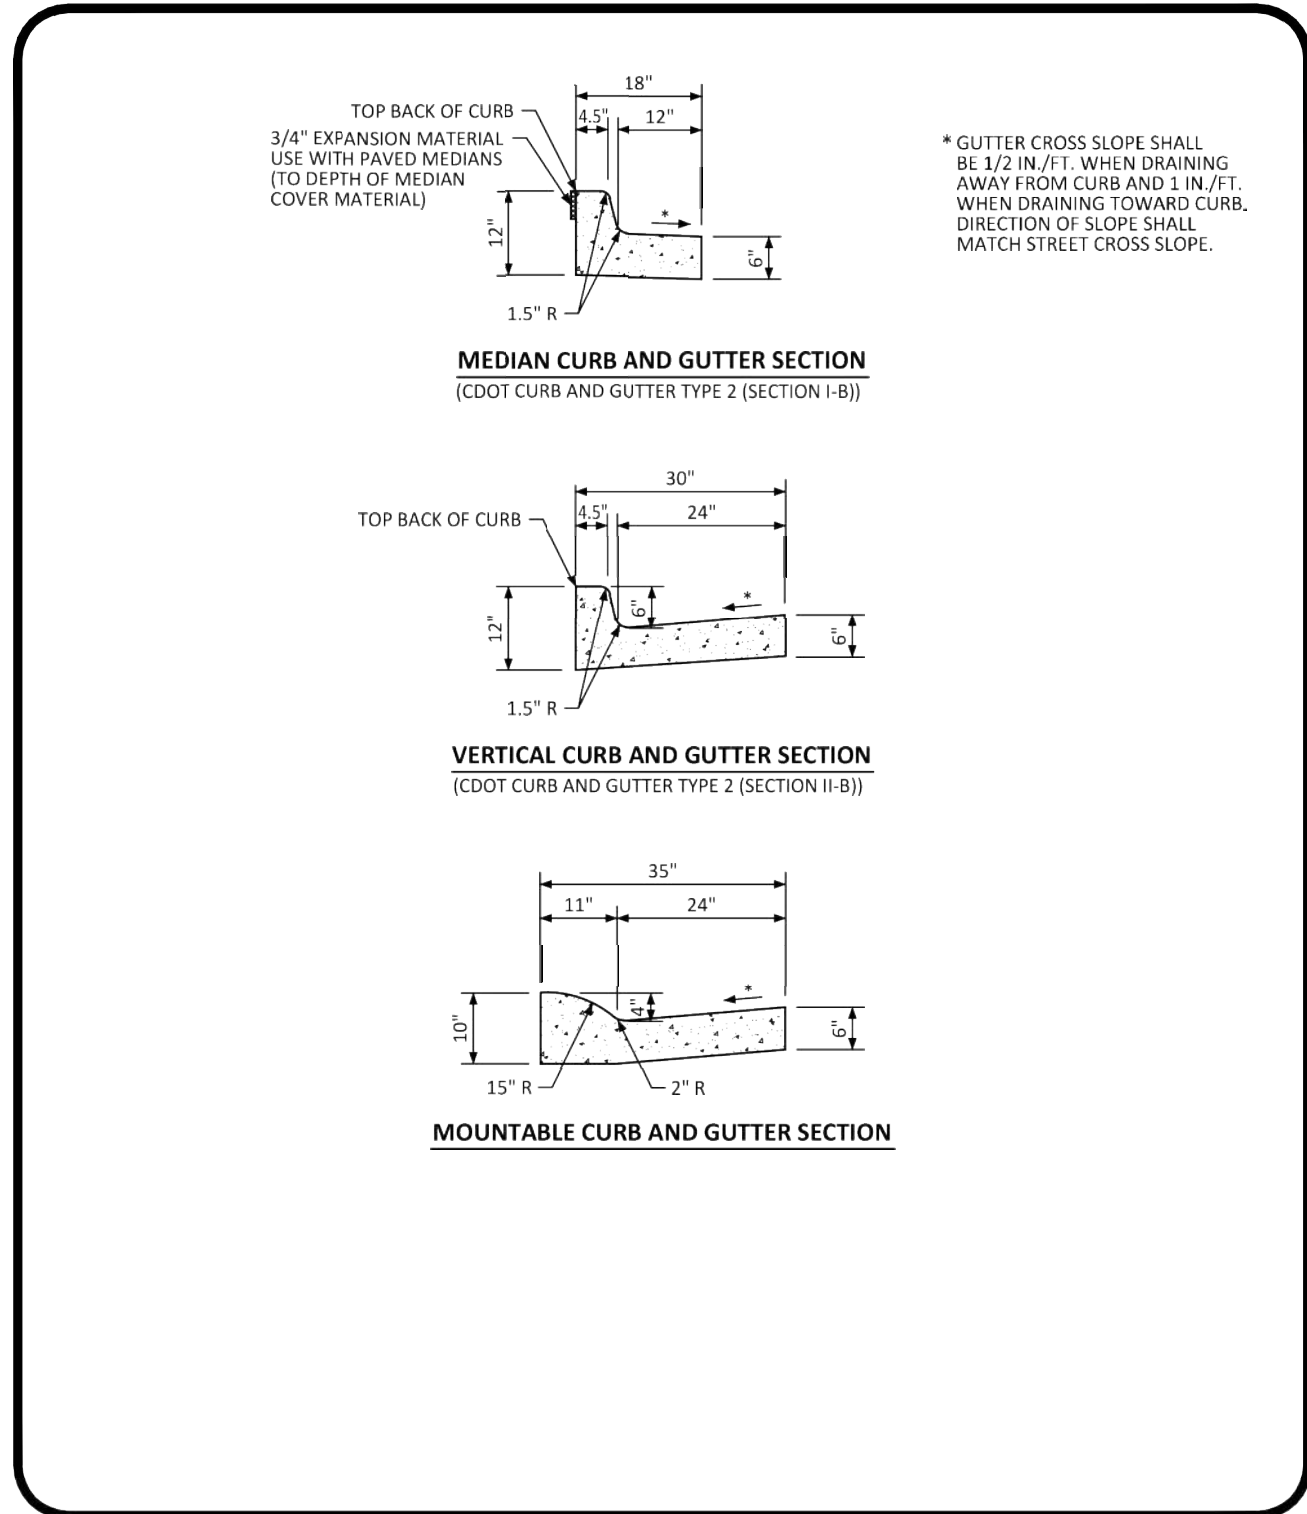 18"
TOP BACK OF CURB
4.5"
12"
3/4" EXPANSION MATERIAL
USE WITH PAVED MEDIANS
(TO DEPTH OF MEDIAN
COVER MATERIAL)
* GUTTER CROSS SLOPE SHALL
BE 1/2 IN./FT. WHEN DRAINING
AWAY FROM CURB AND 1 IN./FT.
WHEN DRAINING TOWARD CURB.
DIRECTION OF SLOPE SHALL
MATCH STREET CROSS SLOPE.
*
12"
6"
1.5" R
MEDIAN CURB AND GUTTER SECTION
(CDOT CURB AND GUTTER TYPE 2 (SECTION I-B))
30"
4.5"
24"
TOP BACK OF CURB
*
12"
6"
6"
1.5" R
VERTICAL CURB AND GUTTER SECTION
(CDOT CURB AND GUTTER TYPE 2 (SECTION II-B))
35"
11"
24"
*
10"
4"
6"
15" R
2" R
MOUNTABLE CURB AND GUTTER SECTION